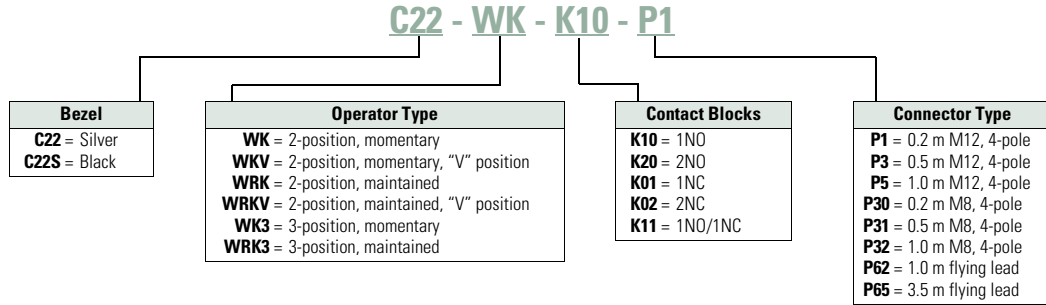 C22 - WK - K10 - P1
Bezel
C22 = Silver
C22S = Black
Operator Type
WK = 2-position, momentary
WKV = 2-position, momentary, “V” position
WRK = 2-position, maintained
WRKV = 2-position, maintained, “V” position
WK3 = 3-position, momentary
WRK3 = 3-position, maintained
Contact Blocks
K10 = 1NO
K20 = 2NO
K01 = 1NC
K02 = 2NC
K11 = 1NO/1NC
Connector Type
P1 = 0.2 m M12, 4-pole
P3 = 0.5 m M12, 4-pole
P5 = 1.0 m M12, 4-pole
P30 = 0.2 m M8, 4-pole
P31 = 0.5 m M8, 4-pole
P32 = 1.0 m M8, 4-pole
P62 = 1.0 m flying lead
P65 = 3.5 m flying lead